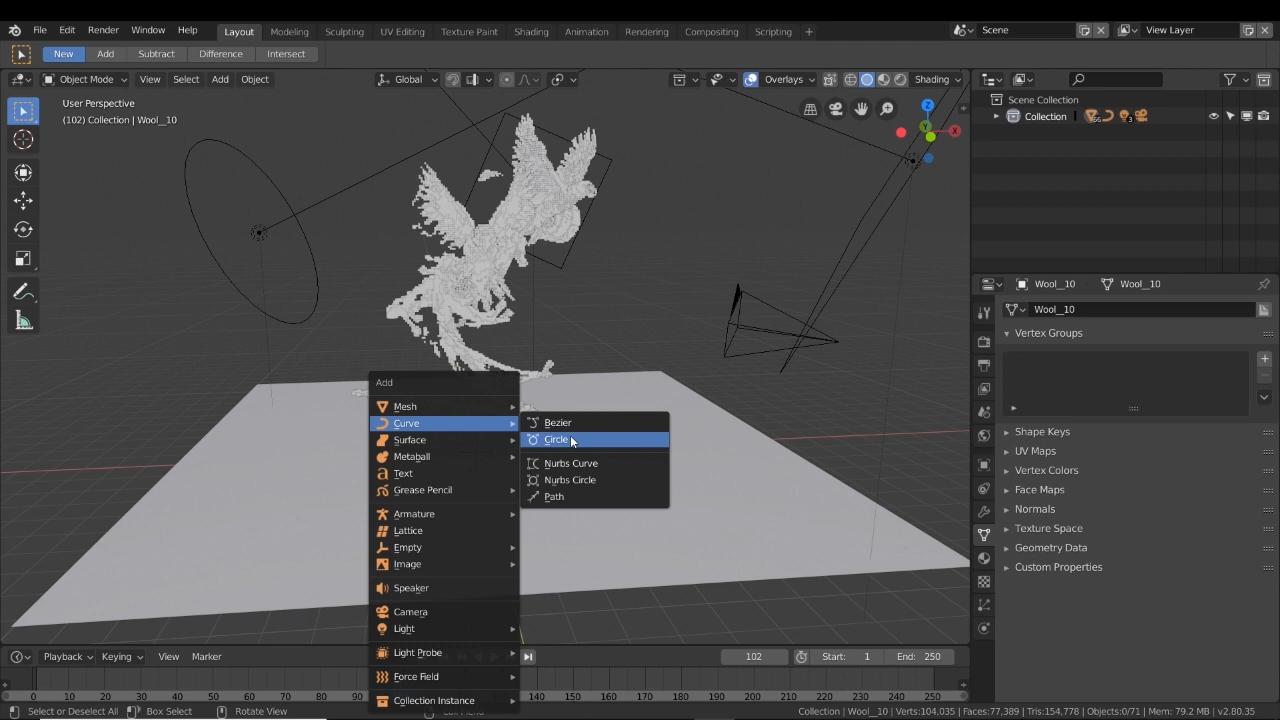 File Edit Render Window Help Layout Modeling Sculpting UV Editing Texture Paint Shading Animation Rendering Compositing Scripting + Scene View Layer
New Add Subtract Difference Intersect
Object Mode View Select Add Object Global Overlays Shading
User Perspective
(102) Collection | Wool__10
Z
Y
X
Scene Collection
Collection 66 3
Wool__10 Wool__10
Wool__10
Vertex Groups
Shape Keys
UV Maps
Vertex Colors
Face Maps
Normals
Texture Space
Geometry Data
Custom Properties
Add
Mesh
Curve
Surface
Metaball
Text
Grease Pencil
Armature
Lattice
Empty
Image
Speaker
Camera
Light
Light Probe
Force Field
Collection Instance
Bezier
Circle
Nurbs Curve
Nurbs Circle
Path
Playback Keying View Marker 102 Start: 1 End: 250
0 10 20 30 40 50 60 70 80 90 140 150 160 170 180 190 200 210 220 230 240 250
Select or Deselect All Box Select Rotate View Collection | Wool__10 | Verts:104,035 | Faces:77,389 | Tris:154,778 | Objects:0/71 | Mem: 79.2 MB | v2.80.35